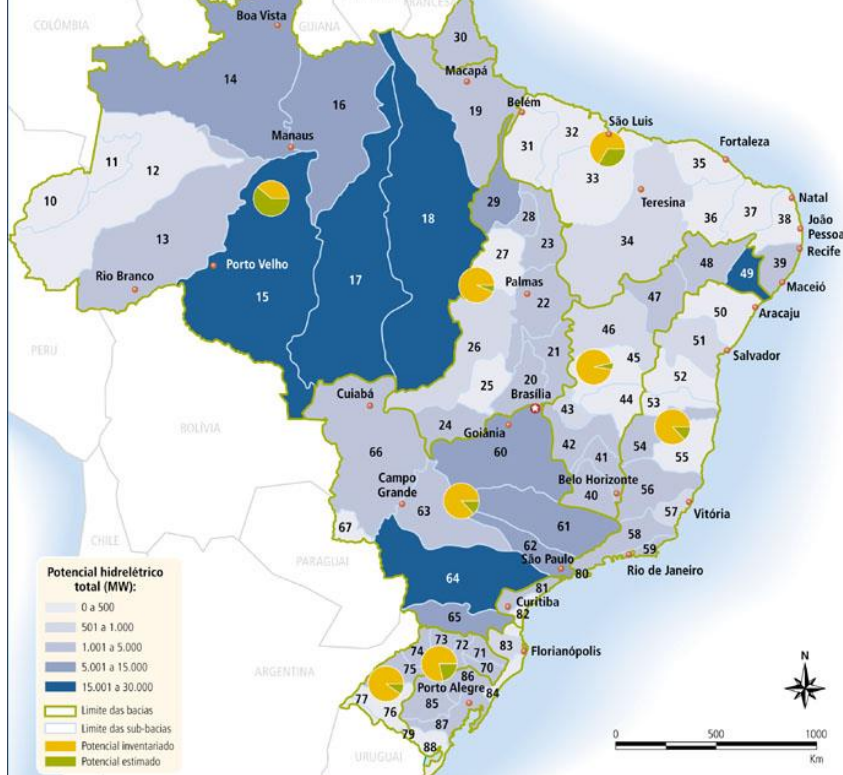 COLÔMBIA
Boa Vista
GUIANA
FRANCESA
30
14
Macapá
16
19
Belém
Manaus
32
São Luis
31
Fortaleza
11
12
35
33
10
Natal
18
29
28
Teresina
36
37
38
João
Pessoa
13
27
23
34
Recife
Rio Branco
Porto Velho
17
48
49
39
15
Palmas
22
47
Maceió
Aracaju
46
50
PERU
26
21
45
51
Salvador
25
20
52
Cuiabá
Brasília
44
53
24
Goiânia
43
BOLÍVIA
66
60
42
54
55
Campo
Grande
41
Belo Horizonte
56
63
40
57
Vitória
67
61
CHILE
62
58
59
PARAGUAI
São Paulo
Rio de Janeiro
64
80
81
Curitiba
82
65
73
72
83
Florianópolis
74
71
75
70
ARGENTINA
86
Porto Alegre
84
77
76
85
87
79
88
URUGUAI
Potencial hidrelétrico
total (MW):
0 a 500
501 a 1.000
1.001 a 5.000
5.001 a 15.000
15.001 a 30.000
Limite das bacias
Limite das sub-bacias
Potencial inventariado
Potencial estimado
N
0 500 1000
Km